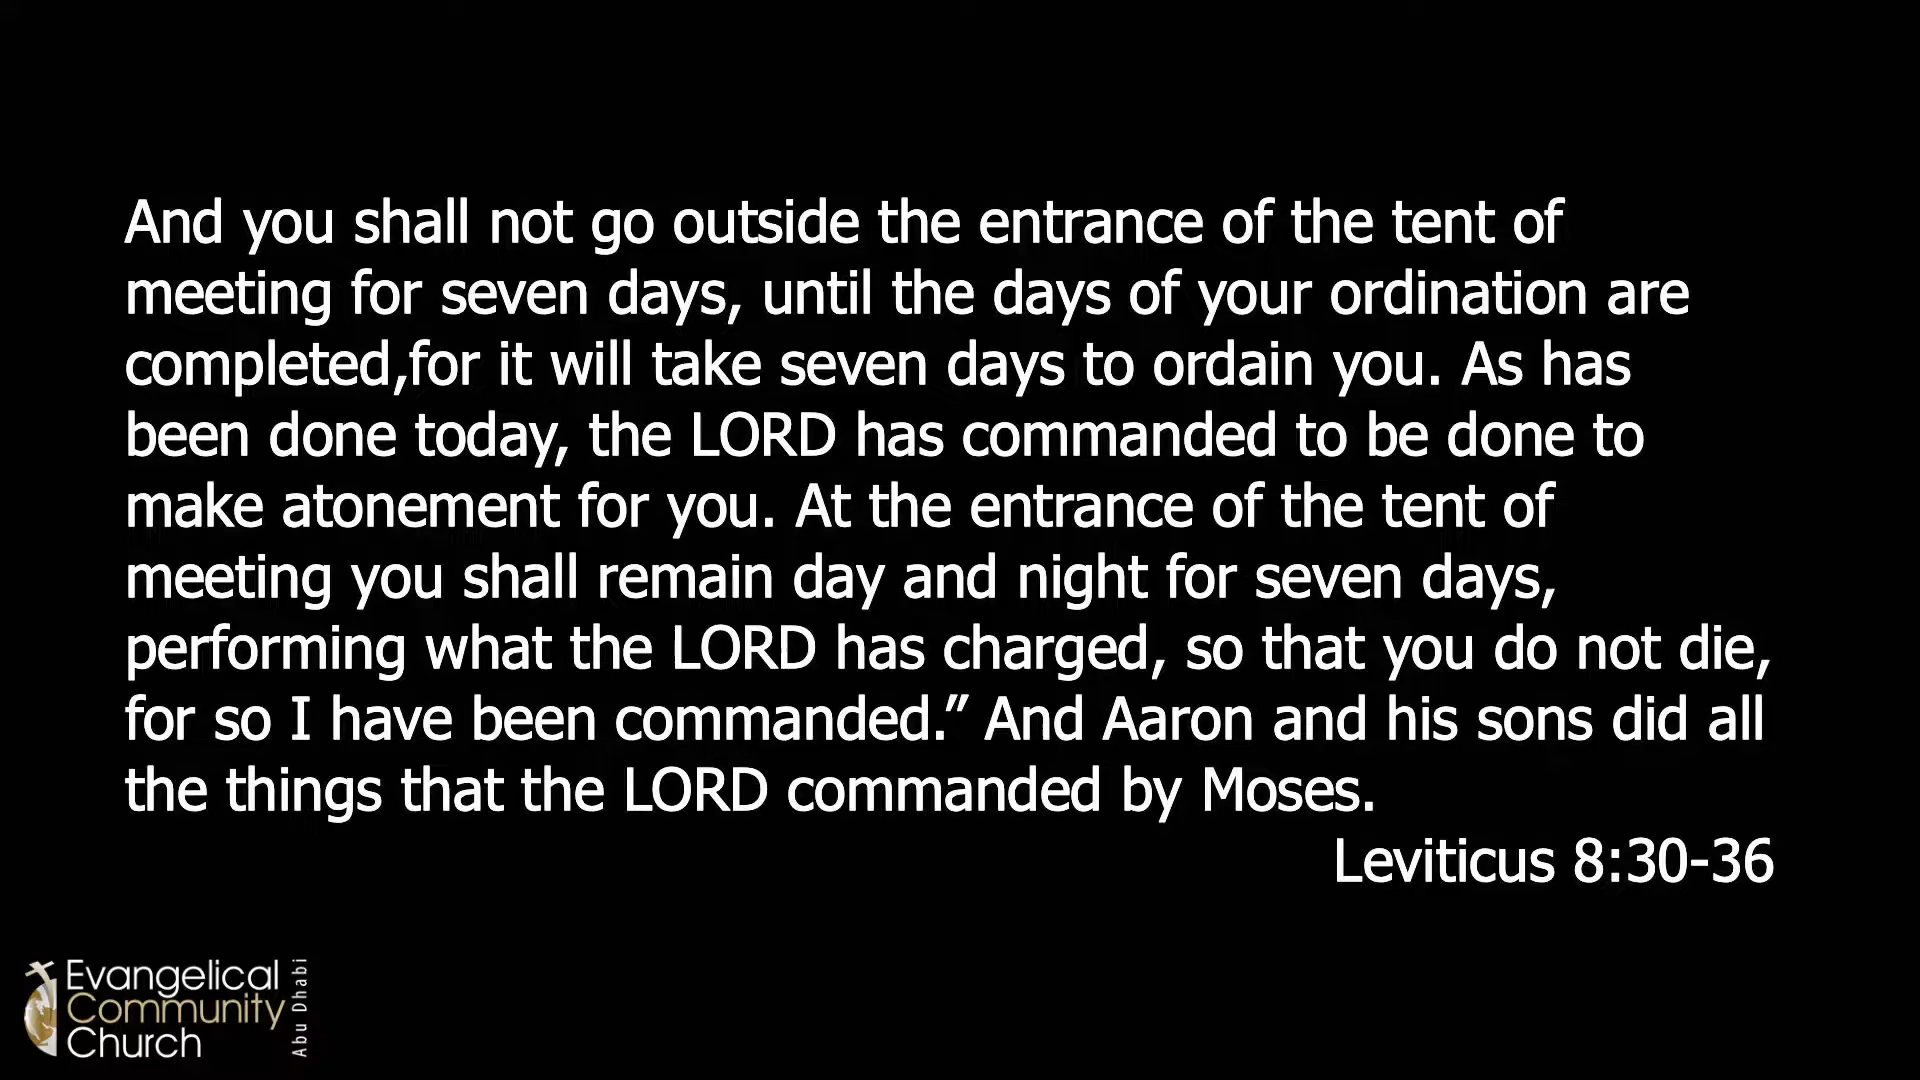 And you shall not go outside the entrance of the tent of
meeting for seven days, until the days of your ordination are
completed,for it will take seven days to ordain you. As has
been done today, the LORD has commanded to be done to
make atonement for you. At the entrance of the tent of
meeting you shall remain day and night for seven days,
performing what the LORD has charged, so that you do not die,
for so I have been commanded.” And Aaron and his sons did all
the things that the LORD commanded by Moses.
Leviticus 8:30-36
Evangelical
Community
Church
Abu Dhabi